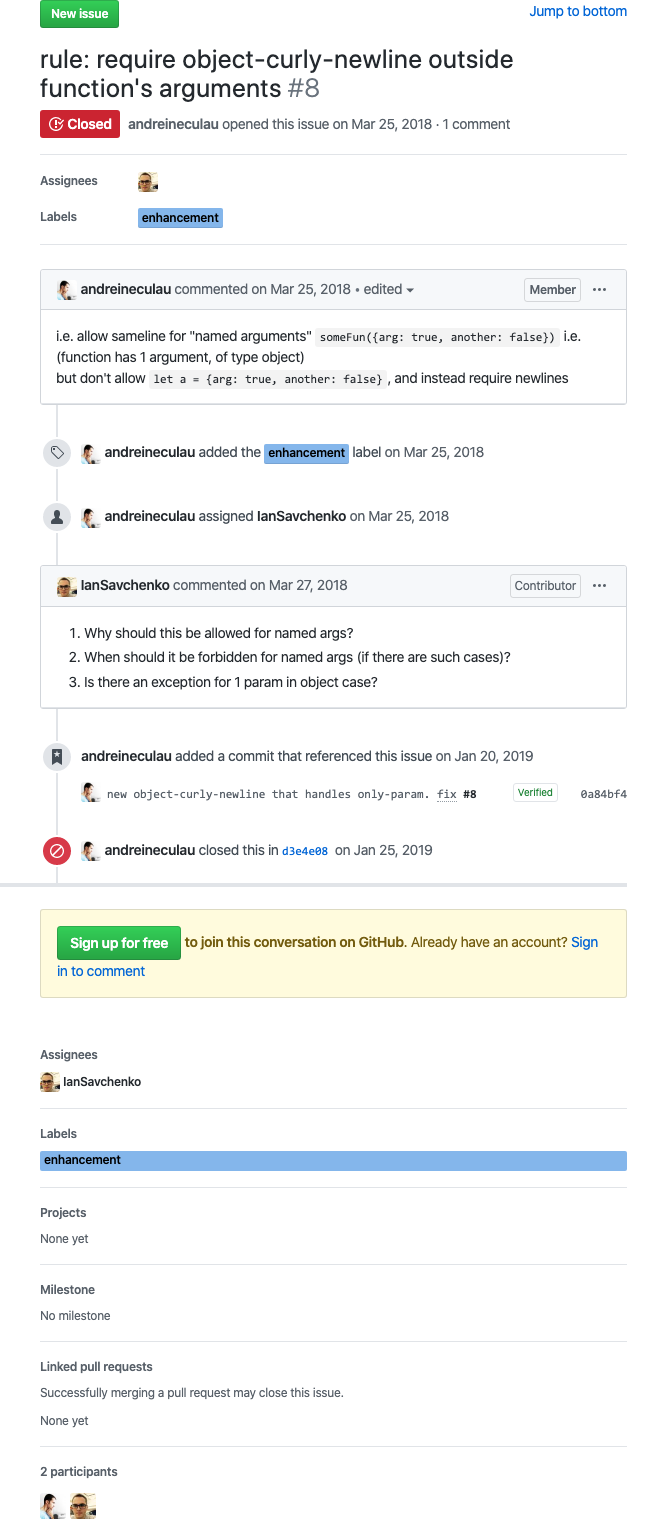 New issue
Jump to bottom
rule: require object-curly-newline outside
function's arguments #8
Closed andreineculau opened this issue on Mar 25, 2018 · 1 comment
Assignees
Labels enhancement
andreineculau commented on Mar 25, 2018 • edited Member
i.e. allow sameline for "named arguments" someFun({arg: true, another: false}) i.e.
(function has 1 argument, of type object)
but don't allow let a = {arg: true, another: false} , and instead require newlines
andreineculau added the enhancement label on Mar 25, 2018
andreineculau assigned IanSavchenko on Mar 25, 2018
IanSavchenko commented on Mar 27, 2018 Contributor
1. Why should this be allowed for named args?
2. When should it be forbidden for named args (if there are such cases)?
3. Is there an exception for 1 param in object case?
andreineculau added a commit that referenced this issue on Jan 20, 2019
new object-curly-newline that handles only-param. fix #8 Verified 0a84bf4
andreineculau closed this in d3e4e08 on Jan 25, 2019
Sign up for free to join this conversation on GitHub. Already have an account? Sign
in to comment
Assignees
IanSavchenko
Labels
enhancement
Projects
None yet
Milestone
No milestone
Linked pull requests
Successfully merging a pull request may close this issue.
None yet
2 participants